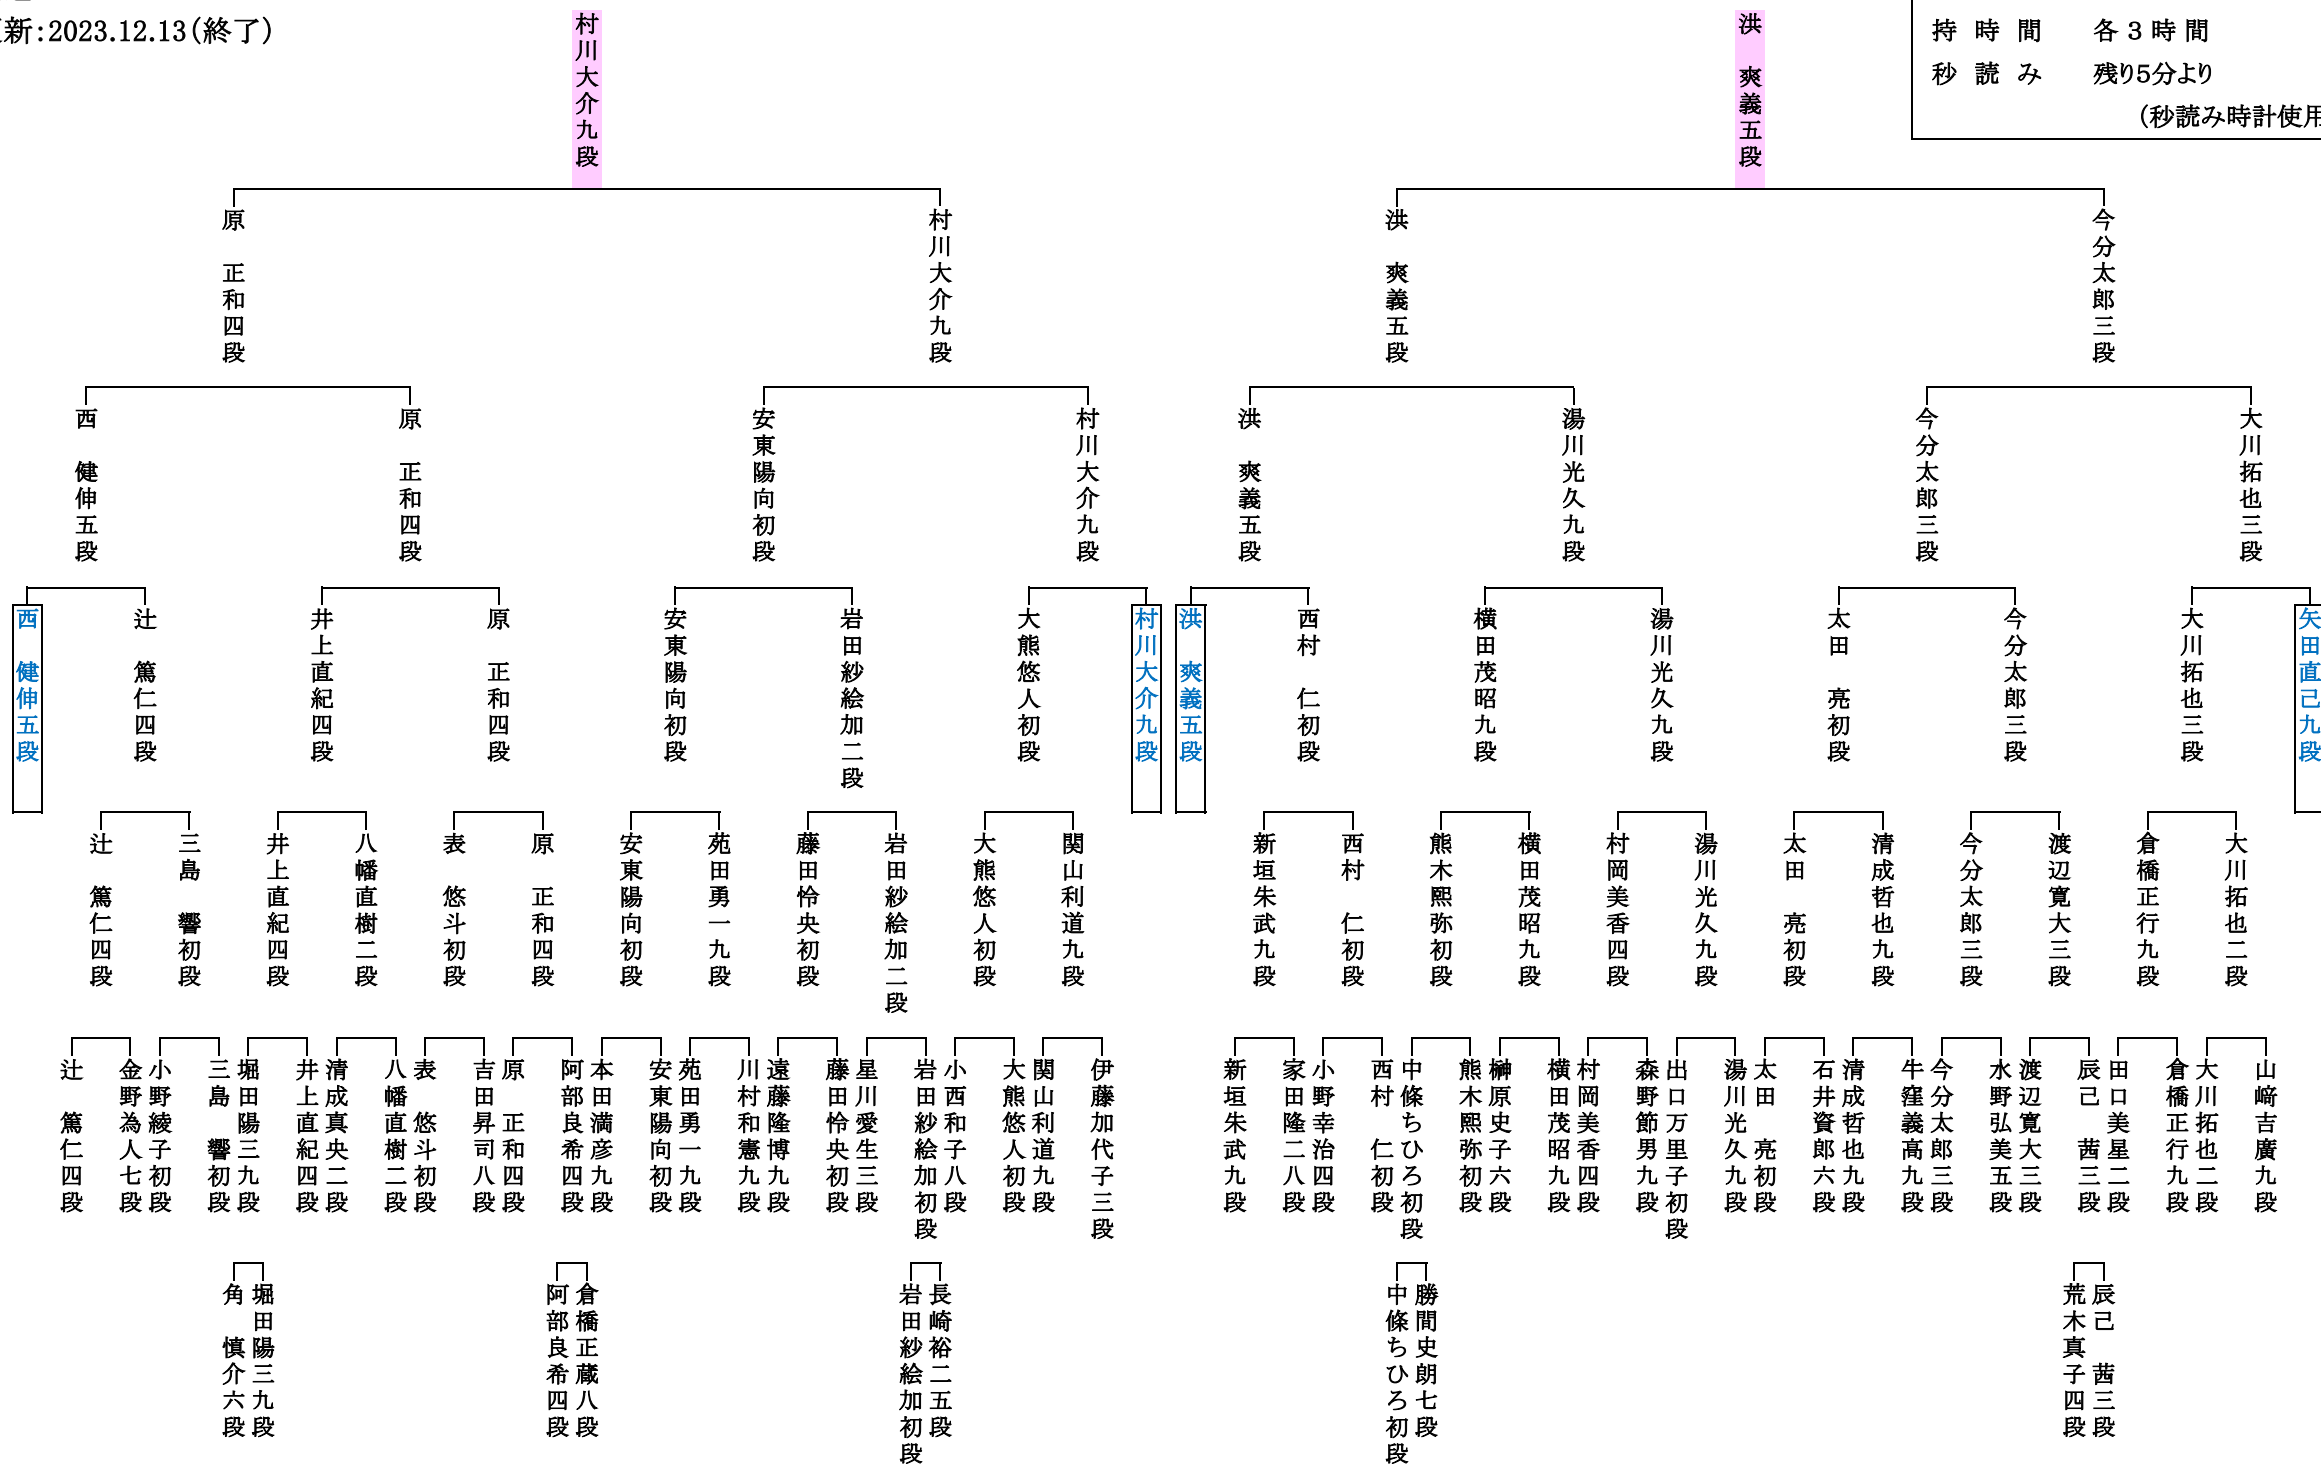 新:2023.12.13(終了)
持時間 各3時間
秒読み 残り5分より
(秒読み時計使用
村川大介九段
洪 爽義五段
原 正和四段
村川大介九段
洪 爽義五段
今分太郎三段
西 健伸五段
原 正和四段
安東陽向初段
村川大介九段
洪 爽義五段
湯川光久九段
今分太郎三段
大川拓也三段
西 健伸五段
辻 篤仁四段
井上直紀四段
原 正和四段
安東陽向初段
岩田紗絵加二段
大熊悠人初段
村川大介九段
洪 爽義五段
西村 仁初段
横田茂昭九段
湯川光久九段
太田 亮初段
今分太郎三段
大川拓也三段
矢田直己九段
辻 篤仁四段
三島 響初段
井上直紀四段
八幡直樹二段
表 悠斗初段
原 正和四段
安東陽向初段
苑田勇一九段
藤田怜央初段
岩田紗絵加二段
大熊悠人初段
関山利道九段
新垣朱武九段
西村 仁初段
熊木熙弥初段
横田茂昭九段
村岡美香四段
湯川光久九段
太田 亮初段
清成哲也九段
今分太郎三段
渡辺寛大三段
倉橋正行九段
大川拓也二段
辻 篤仁四段
金野為人七段
小野綾子初段
三島 響初段
堀田陽三九段
井上直紀四段
清成真央二段
八幡直樹二段
表 悠斗初段
吉田昇司八段
原 正和四段
阿部良希四段
本田満彦九段
安東陽向初段
苑田勇一九段
川村和憲九段
遠藤隆博九段
藤田怜央初段
星川愛生三段
岩田紗絵加初段
小西和子八段
大熊悠人初段
関山利道九段
伊藤加代子三段
新垣朱武九段
家田隆二八段
小野幸治四段
西村 仁初段
中條ちひろ初段
熊木熙弥初段
榊原史子六段
横田茂昭九段
村岡美香四段
森野節男九段
出口万里子初段
湯川光久九段
太田 亮初段
石井資郎六段
清成哲也九段
牛窪義高九段
今分太郎三段
水野弘美五段
渡辺寛大三段
辰己 茜三段
田口美星二段
倉橋正行九段
大川拓也二段
山﨑吉廣九段
角 慎介六段
堀田陽三九段
阿部良希四段
倉橋正蔵八段
岩田紗絵加初段
長崎裕二五段
中條ちひろ初段
勝間史朗七段
荒木真子四段
辰己 茜三段